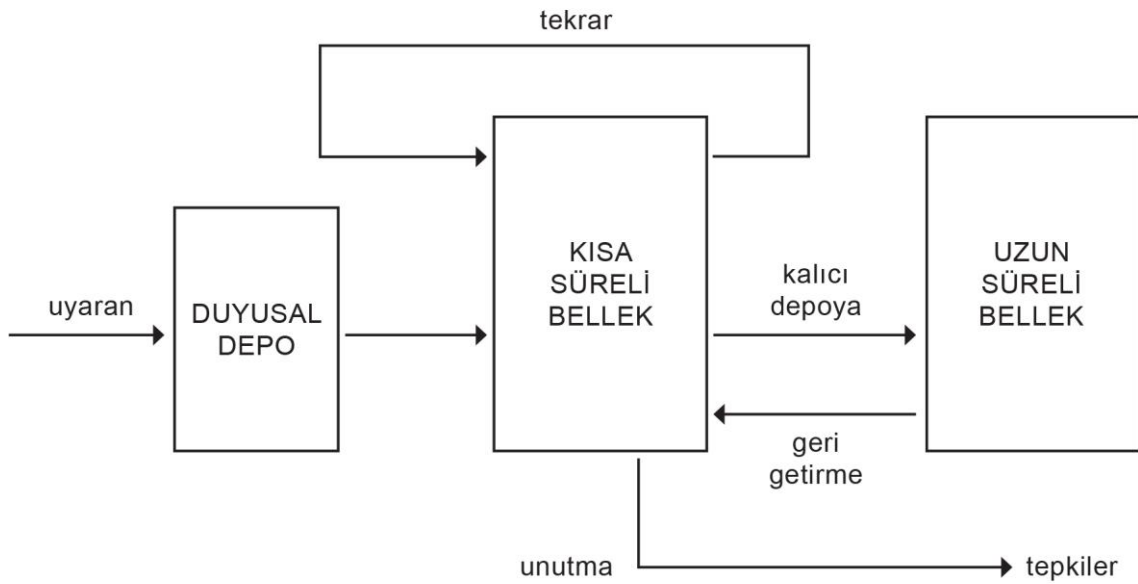 tekrar
uyaran
DUYUSAL
DEPO
KISA
SÜRELİ
BELLEK
kalıcı
depoya
geri
getirme
UZUN
SÜRELİ
BELLEK
unutma
tepkiler